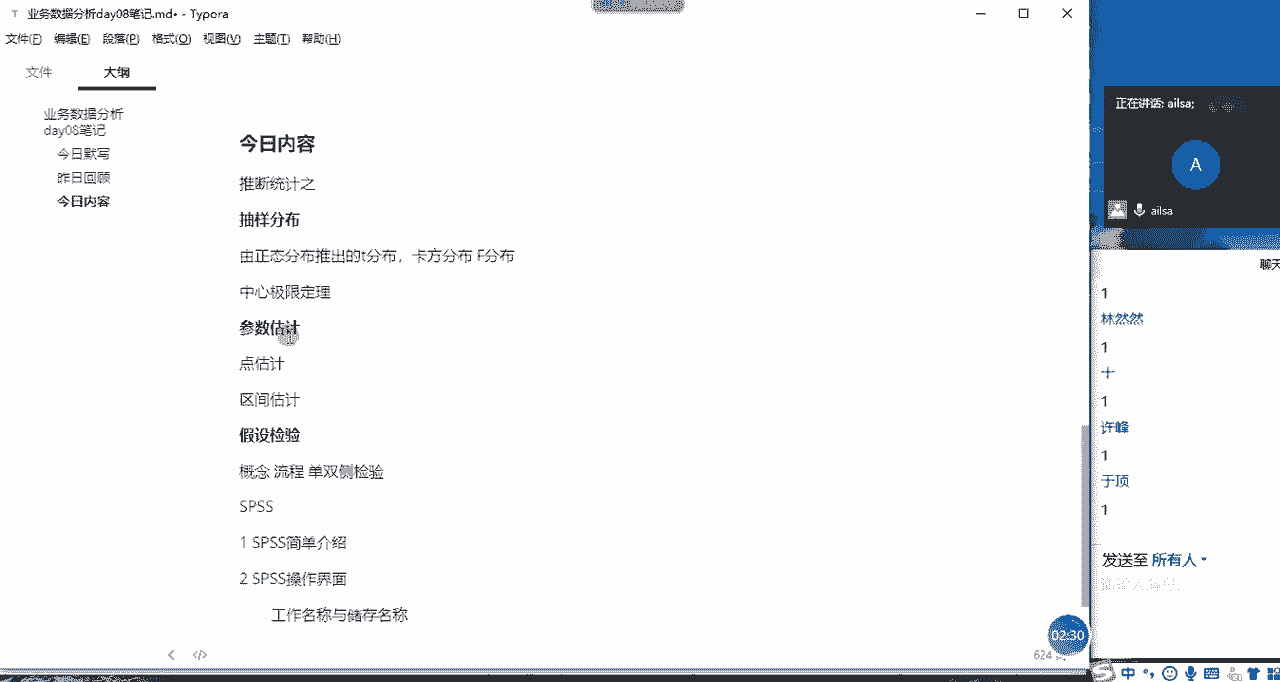 业务数据分析day08笔记.md• - Typora
文件(F) 编辑(E) 段落(P) 格式(O) 视图(V) 主题(T) 帮助(H)
文件 大纲
业务数据分析
day08笔记
今日默写
昨日回顾
今日内容
今日内容
推断统计之
抽样分布
由正态分布推出的t分布，卡方分布 F分布
中心极限定理
参数估计
点估计
区间估计
假设检验
概念 流程 单双侧检验
SPSS
1 SPSS简单介绍
2 SPSS操作界面
工作名称与储存名称
624
02:30
正在讲话: ailsa;
A
ailsa
聊天
1
林然然
1
十
1
许峰
1
于顶
1
发送至 所有人
中